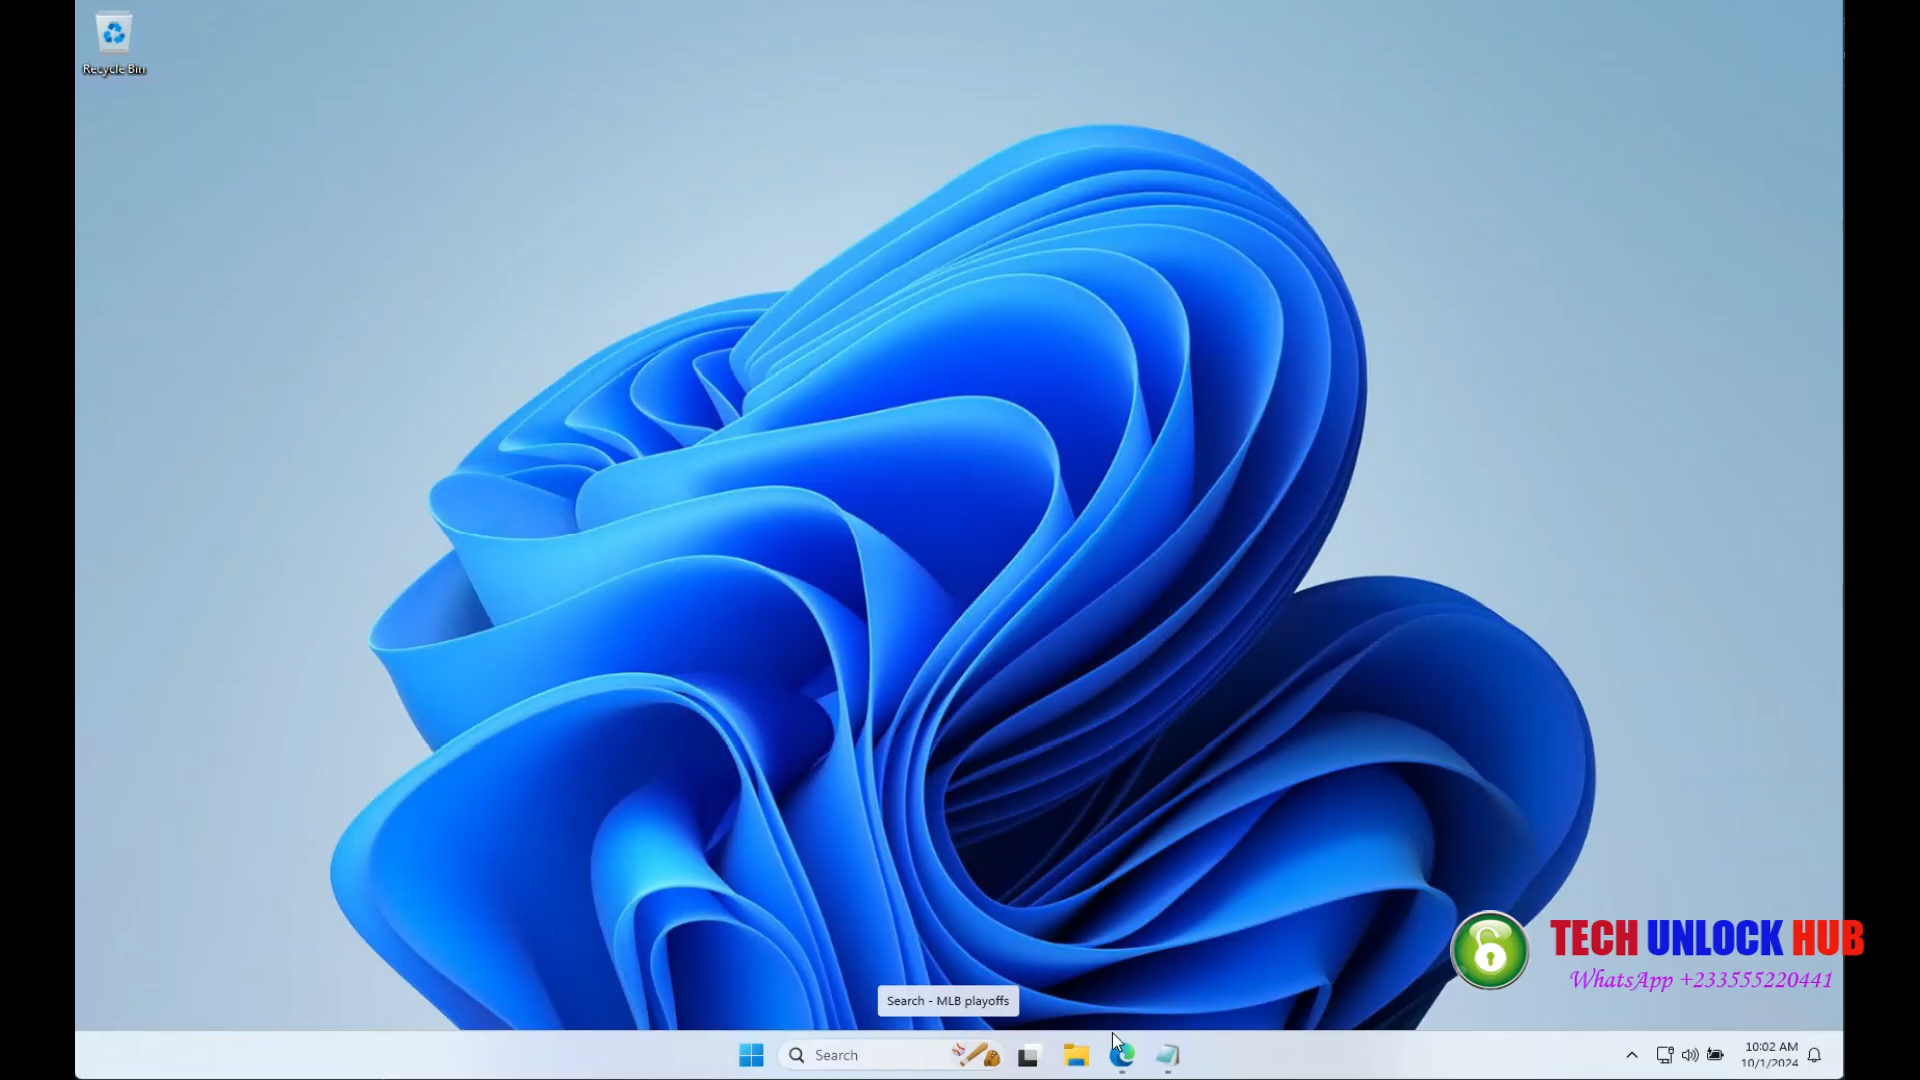 Recycle Bin
TECH UNLOCK HUB
WhatsApp +233555220441
Search - MLB playoffs
Search
10:02 AM
10/1/2024